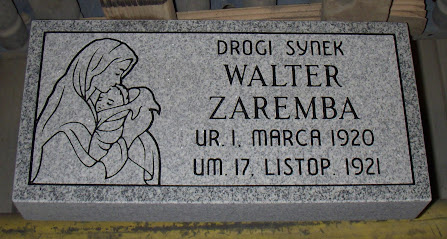 DROGI SYNEK
WALTER
ZAREMBA
UR. 1. MARCA 1920
UM. 17. LISTOP. 1921